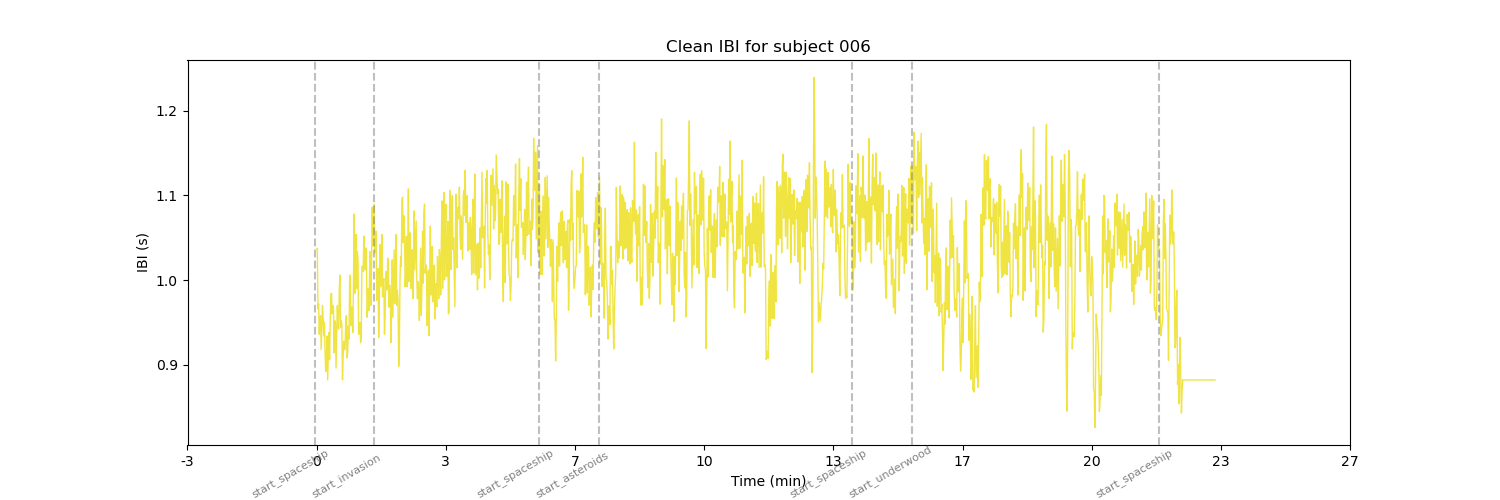 Clean IBI for subject 006
IBI (s)
1.2
1.1
1.0
0.9
-3 0 3 7 10 13 17 20 23 27
start_spaceship start_invasion start_spaceship start_asteroids start_spaceship start_underwood start_spaceship
Time (min)